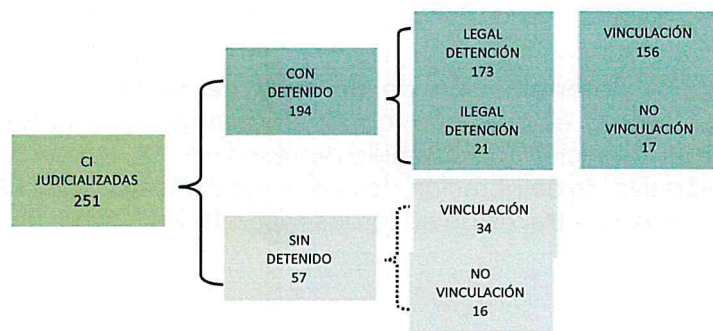 CI
JUDICIALIZADAS
251
CON
DETENIDO
194
LEGAL
DETENCIÓN
173
ILEGAL
DETENCIÓN
21
VINCULACIÓN
156
NO
VINCULACIÓN
17
SIN
DETENIDO
57
VINCULACIÓN
34
NO
VINCULACIÓN
16